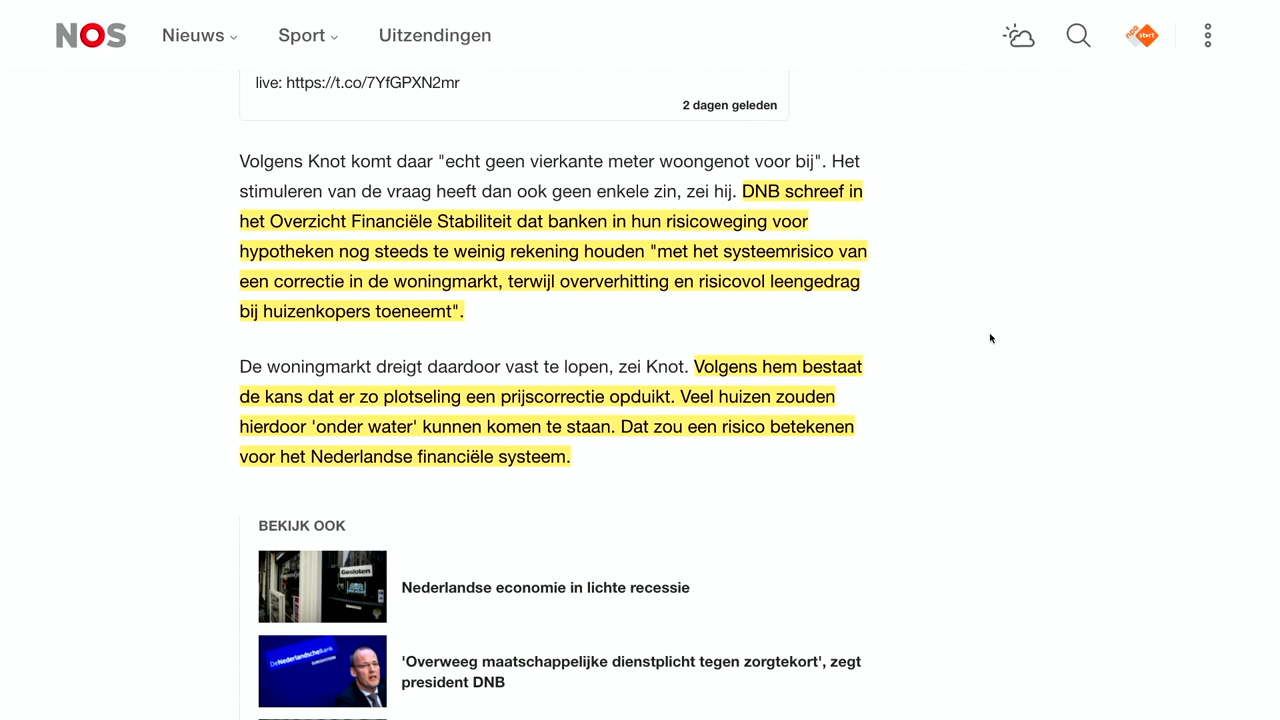 NOS Nieuws Sport Uitzendingen
npo start
live: https://t.co/7YfGPXN2mr
2 dagen geleden
Volgens Knot komt daar "echt geen vierkante meter woongenot voor bij". Het
stimuleren van de vraag heeft dan ook geen enkele zin, zei hij. DNB schreef in
het Overzicht Financiële Stabiliteit dat banken in hun risicoweging voor
hypotheken nog steeds te weinig rekening houden "met het systeemrisico van
een correctie in de woningmarkt, terwijl oververhitting en risicovol leengedrag
bij huizenkopers toeneemt".
De woningmarkt dreigt daardoor vast te lopen, zei Knot. Volgens hem bestaat
de kans dat er zo plotseling een prijscorrectie opduikt. Veel huizen zouden
hierdoor 'onder water' kunnen komen te staan. Dat zou een risico betekenen
voor het Nederlandse financiële systeem.
BEKIJK OOK
Gesloten
Nederlandse economie in lichte recessie
DeNederlandscheBank
EUROSYSTEEM
'Overweeg maatschappelijke dienstplicht tegen zorgtekort', zegt
president DNB